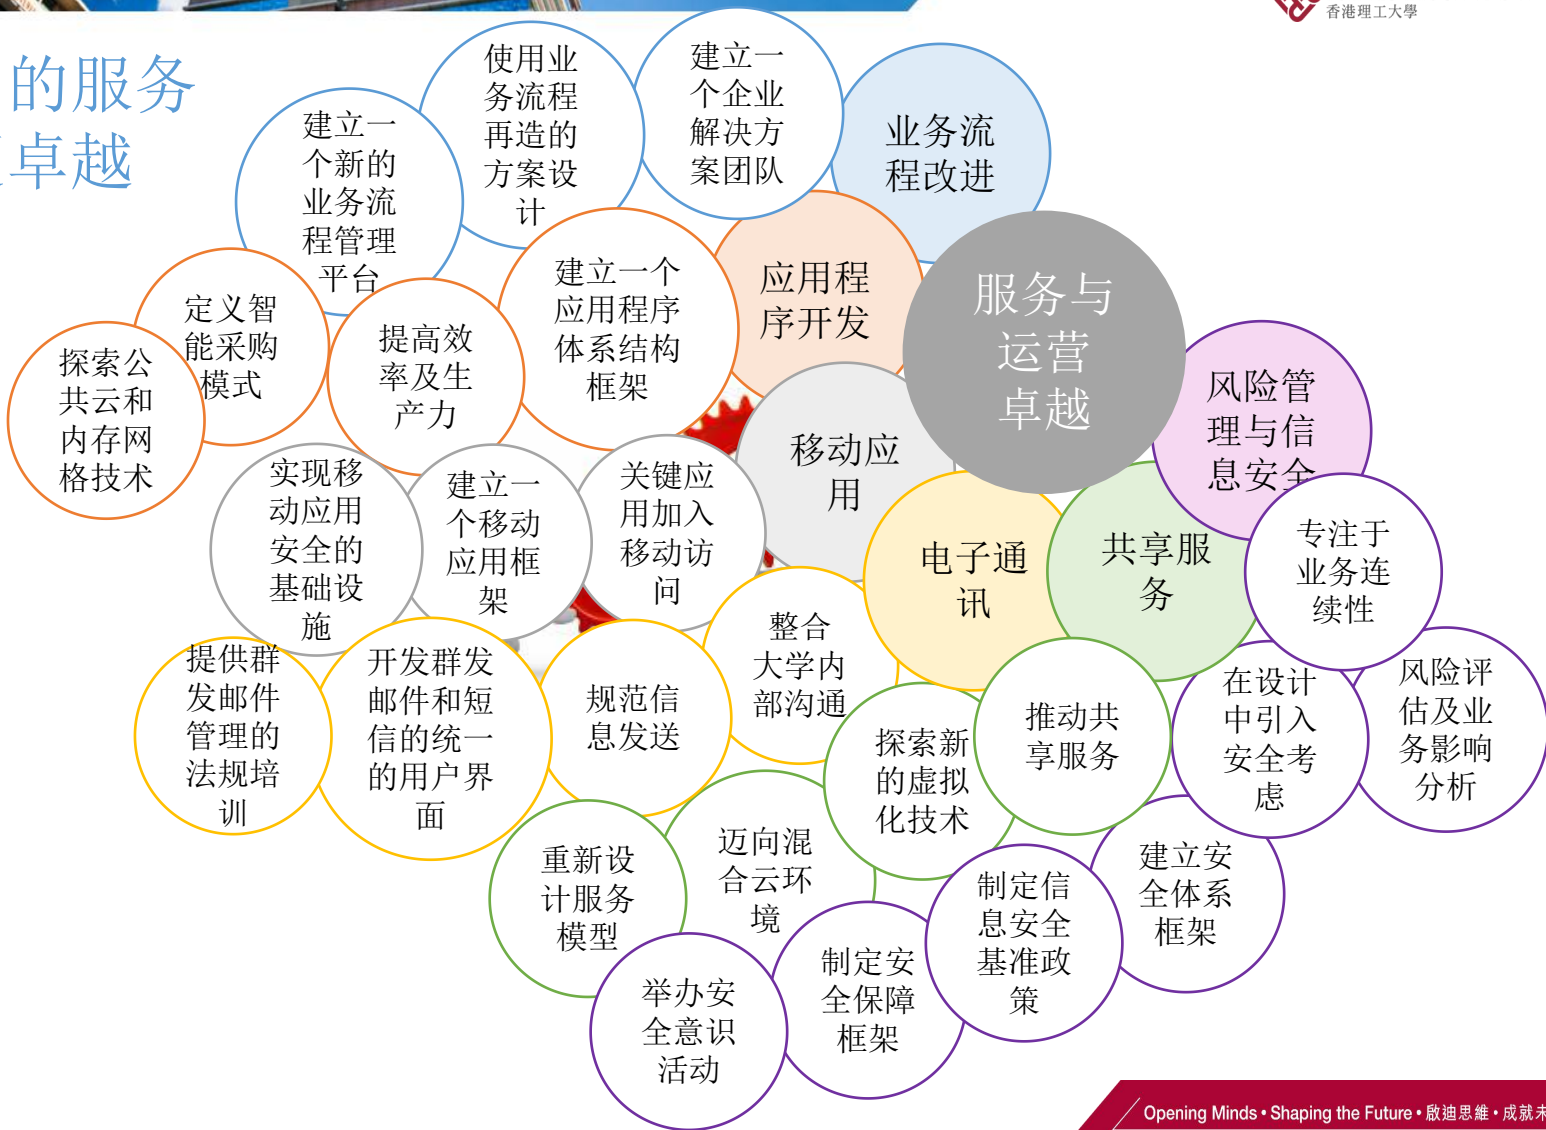 香港理工大學
的服务
卓越
使用业
务流程
再造的
方案设
计
建立一
个企业
解决方
案团队
业务流
程改进
建立一
个新的
业务流
程管理
平台
建立一个
应用程序
体系结构
框架
应用程
序开发
服务与
运营
卓越
定义智
能采购
模式
提高效
率及生
产力
探索公
共云和
内存网
格技术
风险管
理与信
息安全
移动应
用
实现移
动应用
安全的
基础设
施
建立一
个移动
应用框
架
关键应
用加入
移动访
问
电子通
讯
共享服
务
专注于
业务连
续性
提供群
发邮件
管理的
法规培
训
开发群发
邮件和短
信的统一
的用户界
面
规范信
息发送
整合
大学内
部沟通
探索新
的虚拟
化技术
推动共
享服务
在设计
中引入
安全考
虑
风险评
估及业
务影响
分析
重新设
计服务
模型
迈向混
合云环
境
制定信
息安全
基准政
策
建立安
全体系
框架
举办安
全意识
活动
制定安
全保障
框架
Opening Minds • Shaping the Future • 啟迪思維 • 成就未